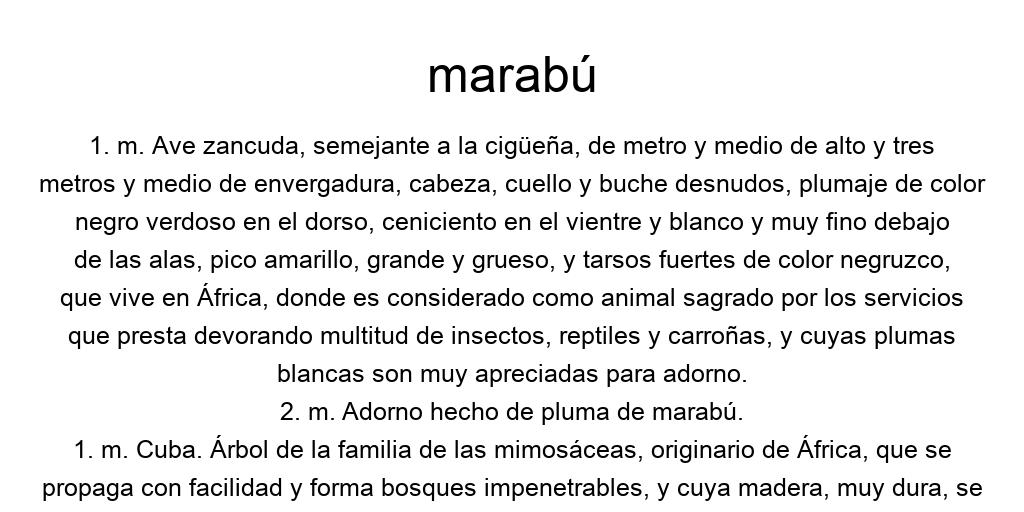 marabú
1. m. Ave zancuda, semejante a la cigüeña, de metro y medio de alto y tres
metros y medio de envergadura, cabeza, cuello y buche desnudos, plumaje de color
negro verdoso en el dorso, ceniciento en el vientre y blanco y muy fino debajo
de las alas, pico amarillo, grande y grueso, y tarsos fuertes de color negruzco,
que vive en África, donde es considerado como animal sagrado por los servicios
que presta devorando multitud de insectos, reptiles y carroñas, y cuyas plumas
blancas son muy apreciadas para adorno.
2. m. Adorno hecho de pluma de marabú.
1. m. Cuba. Árbol de la familia de las mimosáceas, originario de África, que se
propaga con facilidad y forma bosques impenetrables, y cuya madera, muy dura, se